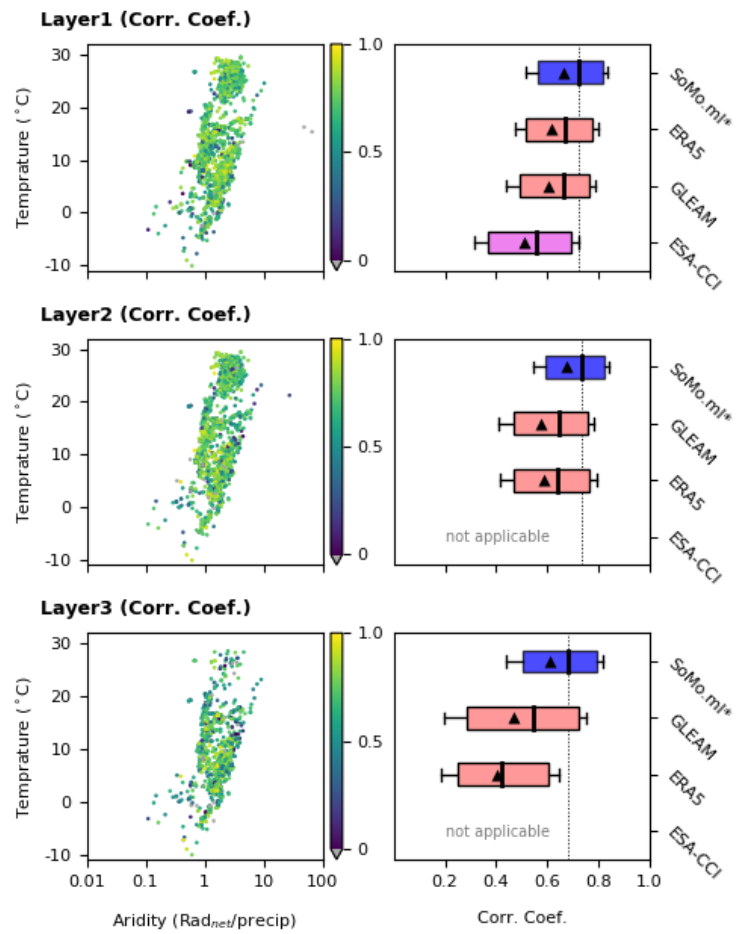 Layer1 (Corr. Coef.)
30
20
10
0
-10
Temprature (°C)
1.0
0.5
0
SoMo.ml*
ERA5
GLEAM
ESA-CCI
Layer2 (Corr. Coef.)
30
20
10
0
-10
Temprature (°C)
1.0
0.5
0
SoMo.ml*
GLEAM
ERA5
ESA-CCI
not applicable
Layer3 (Corr. Coef.)
30
20
10
0
-10
Temprature (°C)
1.0
0.5
0
SoMo.ml*
GLEAM
ERA5
ESA-CCI
not applicable
0.01 0.1 1 10 100
Aridity (Radnet/precip)
0.2 0.4 0.6 0.8 1.0
Corr. Coef.